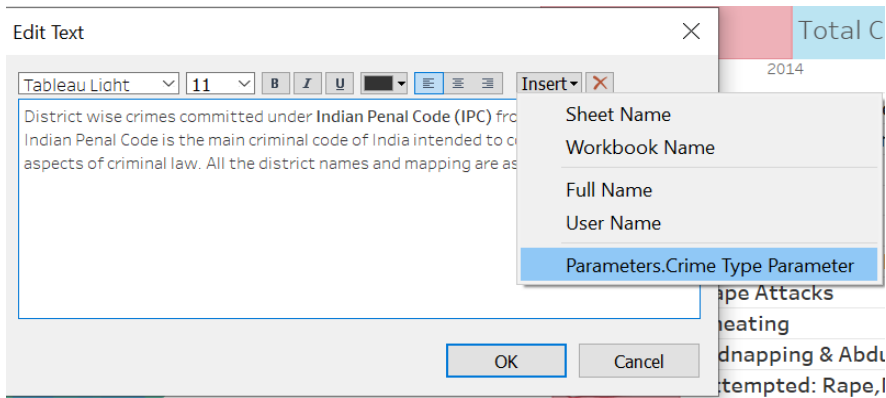 Edit Text
Total C
2014
Tableau Light 11 B I U Insert
District wise crimes committed under Indian Penal Code (IPC) fro
Indian Penal Code is the main criminal code of India intended to c
aspects of criminal law. All the district names and mapping are as
Sheet Name
Workbook Name
Full Name
User Name
Parameters.Crime Type Parameter
ape Attacks
heating
dnapping & Abdu
ttempted: Rape,
OK Cancel